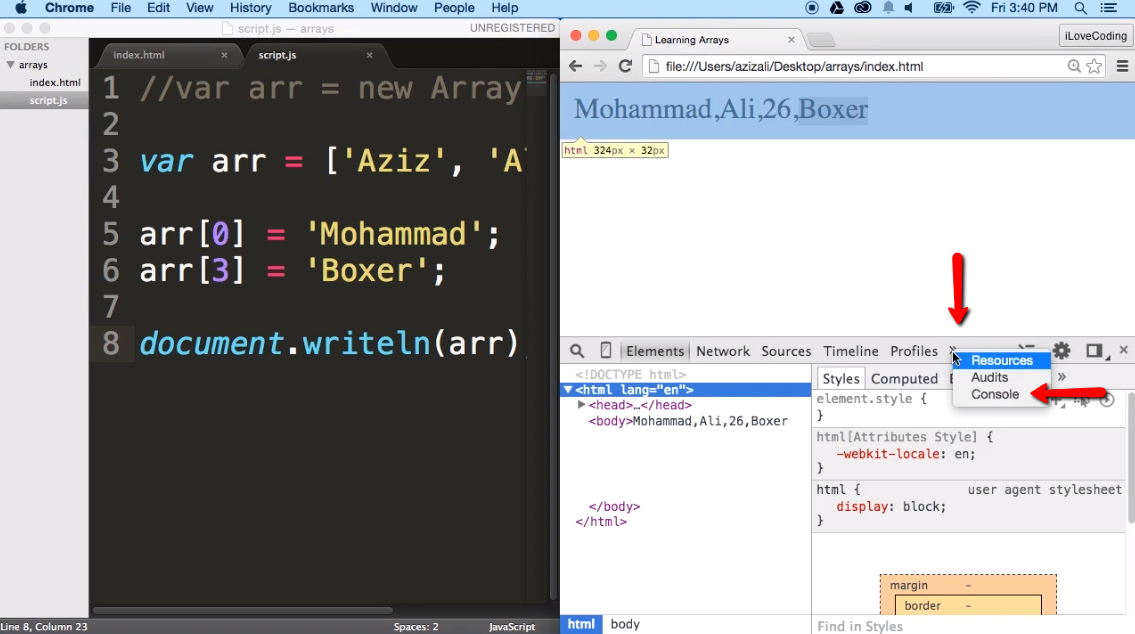 Chrome File Edit View History Bookmarks Window People Help Fri 3:40 PM
script.js — arrays UNREGISTERED
FOLDERS
arrays
index.html
script.js
index.html × script.js ×
1 //var arr = new Array
2
3 var arr = ['Aziz', 'A
4
5 arr[0] = 'Mohammad';
6 arr[3] = 'Boxer';
7
8 document.writeln(arr)
Line 8, Column 23 Spaces: 2 JavaScript
Learning Arrays × iLoveCoding
file:///Users/azizali/Desktop/arrays/index.html
Mohammad,Ali,26,Boxer
html 324px × 32px
Elements Network Sources Timeline Profiles »
Resources
Audits
Console
<!DOCTYPE html>
<html lang="en">
<head>…</head>
<body>Mohammad,Ali,26,Boxer
</body>
</html>
Styles Computed »
element.style {
}
html[Attributes Style] {
-webkit-locale: en;
}
html { user agent stylesheet
display: block;
}
margin -
border -
html body
Find in Styles